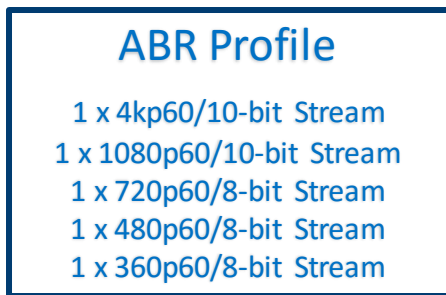 ABR Profile
1 x 4kp60/10-bit Stream
1 x 1080p60/10-bit Stream
1 x 720p60/8-bit Stream
1 x 480p60/8-bit Stream
1 x 360p60/8-bit Stream